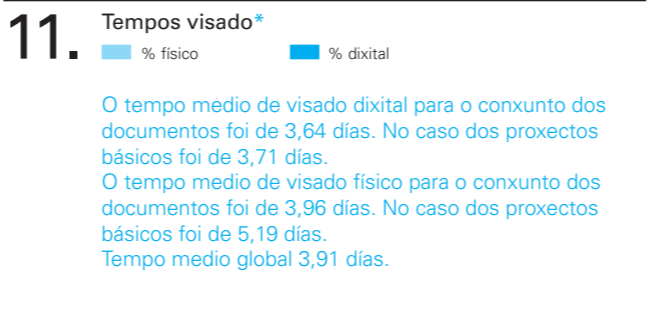 11.
Tempos visado*
% físico % dixital
O tempo medio de visado dixital para o conxunto dos
documentos foi de 3,64 días. No caso dos proxectos
básicos foi de 3,71 días.
O tempo medio de visado físico para o conxunto dos
documentos foi de 3,96 días. No caso dos proxectos
básicos foi de 5,19 días.
Tempo medio global 3,91 días.